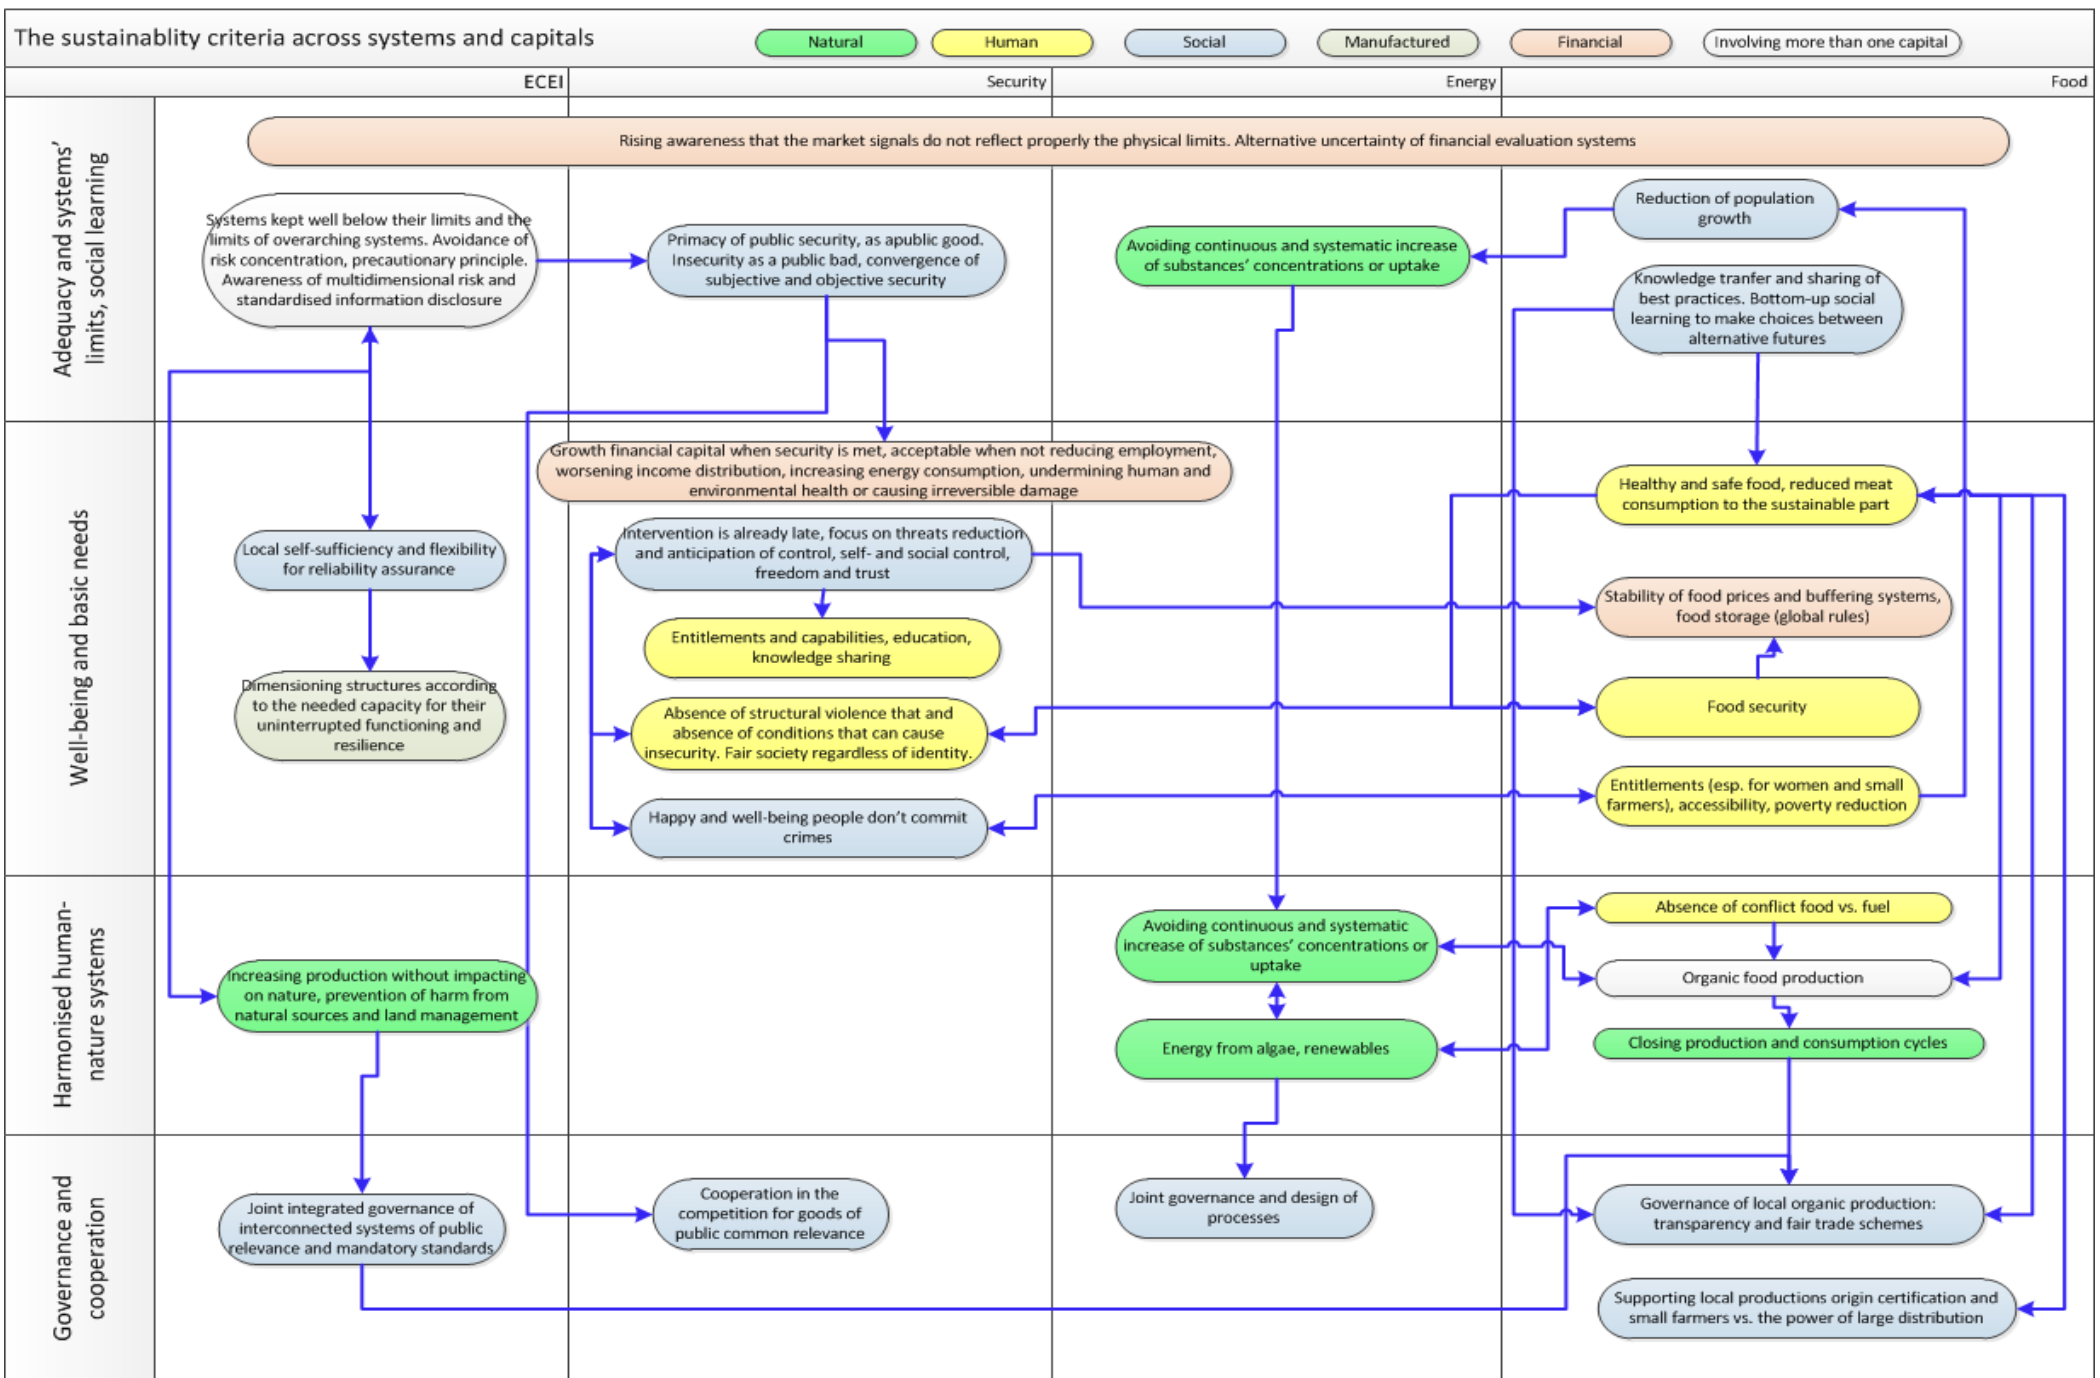 The sustainablity criteria across systems and capitals
Natural
Human
Social
Manufactured
Financial
Involving more than one capital
ECEI
Security
Energy
Food
Adequacy and systems'
limits, social learning
Rising awareness that the market signals do not reflect properly the physical limits. Alternative uncertainty of financial evaluation systems
Systems kept well below their limits and the
limits of overarching systems. Avoidance of
risk concentration, precautionary principle.
Awareness of multidimensional risk and
standardised information disclosure
Primacy of public security, as apublic good.
Insecurity as a public bad, convergence of
subjective and objective security
Avoiding continuous and systematic increase
of substances' concentrations or uptake
Reduction of population
growth
Knowledge tranfer and sharing of
best practices. Bottom-up social
learning to make choices between
alternative futures
Well-being and basic needs
Growth financial capital when security is met, acceptable when not reducing employment,
worsening income distribution, increasing energy consumption, undermining human and
environmental health or causing irreversible damage
Local self-sufficiency and flexibility
for reliability assurance
Dimensioning structures according
to the needed capacity for their
uninterrupted functioning and
resilience
Intervention is already late, focus on threats reduction
and anticipation of control, self- and social control,
freedom and trust
Entitlements and capabilities, education,
knowledge sharing
Absence of structural violence that and
absence of conditions that can cause
insecurity. Fair society regardless of identity.
Happy and well-being people don't commit
crimes
Healthy and safe food, reduced meat
consumption to the sustainable part
Stability of food prices and buffering systems,
food storage (global rules)
Food security
Entitlements (esp. for women and small
farmers), accessibility, poverty reduction
Harmonised human-
nature systems
Increasing production without impacting
on nature, prevention of harm from
natural sources and land management
Avoiding continuous and systematic
increase of substances' concentrations or
uptake
Energy from algae, renewables
Absence of conflict food vs. fuel
Organic food production
Closing production and consumption cycles
Governance and
cooperation
Joint integrated governance of
interconnected systems of public
relevance and mandatory standards
Cooperation in the
competition for goods of
public common relevance
Joint governance and design of
processes
Governance of local organic production:
transparency and fair trade schemes
Supporting local productions origin certification and
small farmers vs. the power of large distribution